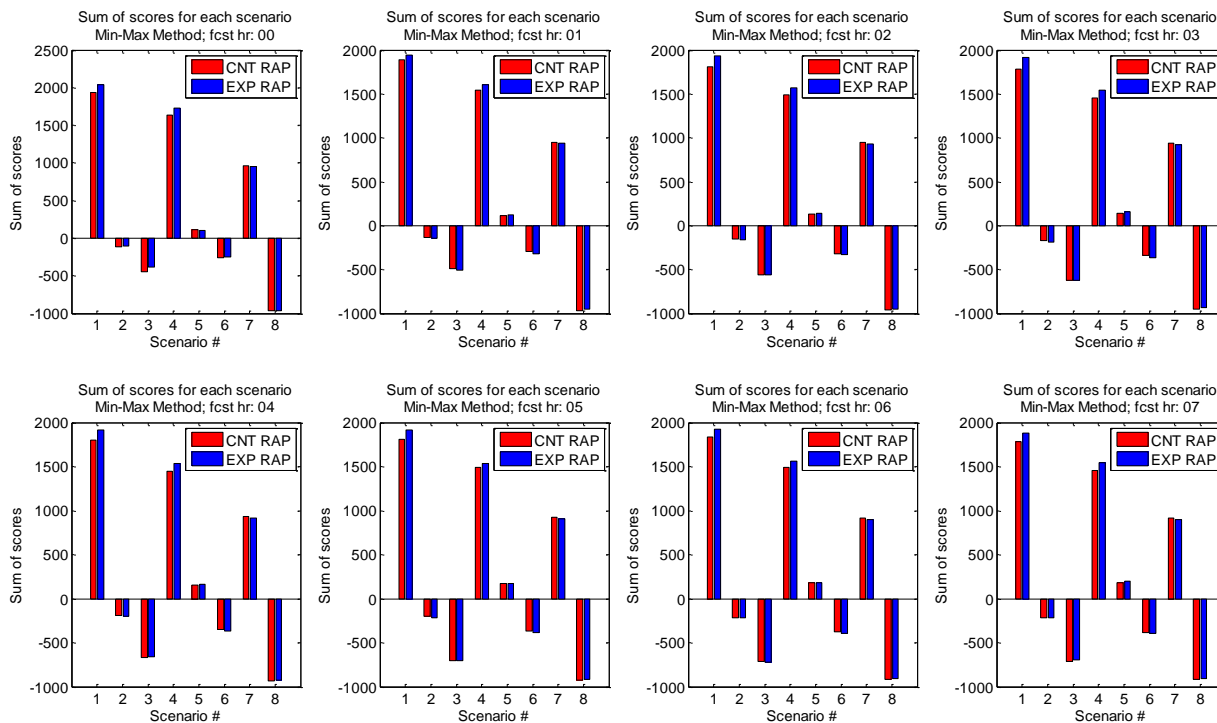 Sum of scores for each scenario
Min-Max Method; fcst hr: 00
2500
2000
1500
1000
500
0
-500
-1000
Sum of scores
1 2 3 4 5 6 7 8
Scenario #
CNT RAP
EXP RAP
Sum of scores for each scenario
Min-Max Method; fcst hr: 01
2000
1500
1000
500
0
-500
-1000
Sum of scores
1 2 3 4 5 6 7 8
Scenario #
CNT RAP
EXP RAP
Sum of scores for each scenario
Min-Max Method; fcst hr: 02
2000
1500
1000
500
0
-500
-1000
Sum of scores
1 2 3 4 5 6 7 8
Scenario #
CNT RAP
EXP RAP
Sum of scores for each scenario
Min-Max Method; fcst hr: 03
2000
1500
1000
500
0
-500
-1000
Sum of scores
1 2 3 4 5 6 7 8
Scenario #
CNT RAP
EXP RAP
Sum of scores for each scenario
Min-Max Method; fcst hr: 04
2000
1500
1000
500
0
-500
-1000
Sum of scores
1 2 3 4 5 6 7 8
Scenario #
CNT RAP
EXP RAP
Sum of scores for each scenario
Min-Max Method; fcst hr: 05
2000
1500
1000
500
0
-500
-1000
Sum of scores
1 2 3 4 5 6 7 8
Scenario #
CNT RAP
EXP RAP
Sum of scores for each scenario
Min-Max Method; fcst hr: 06
2000
1500
1000
500
0
-500
-1000
Sum of scores
1 2 3 4 5 6 7 8
Scenario #
CNT RAP
EXP RAP
Sum of scores for each scenario
Min-Max Method; fcst hr: 07
2000
1500
1000
500
0
-500
-1000
Sum of scores
1 2 3 4 5 6 7 8
Scenario #
CNT RAP
EXP RAP